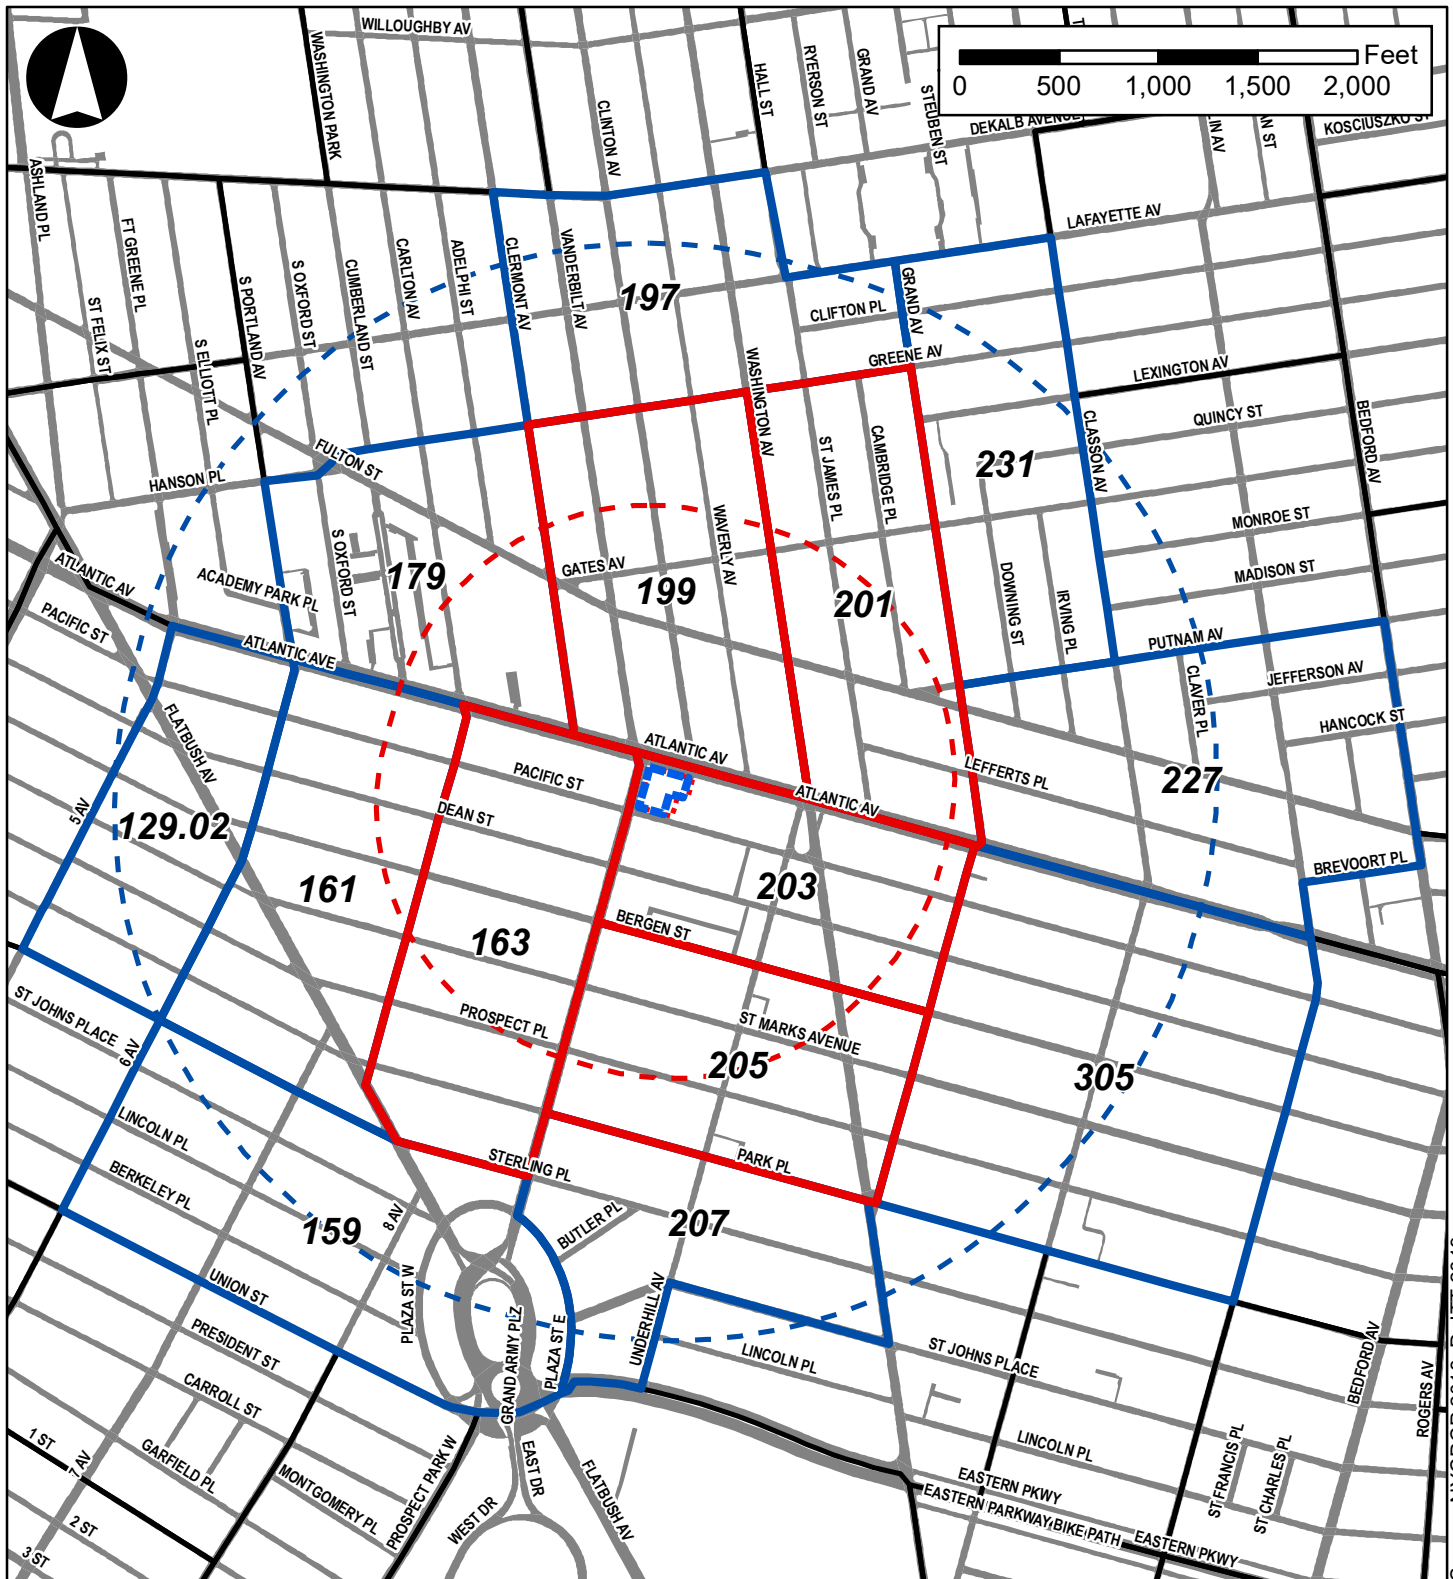 WILLOUGHBY AV
WASHINGTON PARK
CLINTON AV
HALL ST
RYERSON ST
GRAND AV
STEUBEN ST
Feet
0 500 1,000 1,500 2,000
DEKALB AVENUE
KOSCIUSZKO ST
ASHLAND PL
FT GREENE PL
ST FELIX ST
S ELLIOTT PL
S PORTLAND AV
S OXFORD ST
CUMBERLAND ST
CARLTON AV
ADELPHI ST
CLERMONT AV
VANDERBILT AV
197
LAFAYETTE AV
CLIFTON PL
GRAND AV
GREENE AV
LEXINGTON AV
QUINCY ST
WASHINGTON AV
ST JAMES PL
CAMBRIDGE PL
231
CLASSON AV
BEDFORD AV
HANSON PL
FULTON ST
MONROE ST
MADISON ST
ATLANTIC AV
ACADEMY PARK PL
S OXFORD ST
179
GATES AV
199
WAVERLY AV
201
DOWNING ST
IRVING PL
PUTNAM AV
PACIFIC ST
ATLANTIC AVE
JEFFERSON AV
CLAVER PL
HANCOCK ST
FLATBUSH AV
ATLANTIC AV
PACIFIC ST
LEFFERTS PL
227
5 AV
129.02
DEAN ST
ATLANTIC AV
BREVOORT PL
161
203
163
BERGEN ST
ST JOHNS PLACE
6 AV
PROSPECT PL
ST MARKS AVENUE
205
305
LINCOLN PL
STERLING PL
PARK PL
BERKELEY PL
159
8 AV
BUTLER PL
207
UNION ST
PLAZA ST W
UNDERHILL AV
PRESIDENT ST
GRAND ARMY PLZ
PLAZA ST E
LINCOLN PL
ST JOHNS PLACE
BEDFORD AV
ROGERS AV
CARROLL ST
1 ST
7 AV
GARFIELD PL
MONTGOMERY PL
PROSPECT PARK W
EAST DR
WEST DR
FLATBUSH AV
LINCOLN PL
ST FRANCIS PL
ST CHARLES PL
EASTERN PKWY
EASTERN PARKWAY BIKE PATH
EASTERN PKWY
2 ST
3 ST